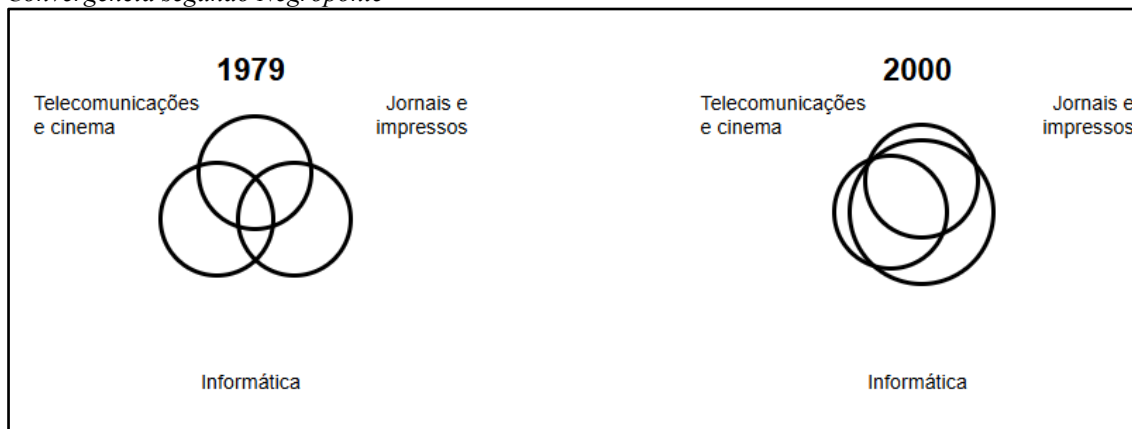 Convergência segundo Negroponte
1979
Telecomunicações
e cinema
Jornais e
impressos
Informática
2000
Telecomunicações
e cinema
Jornais e
impressos
Informática